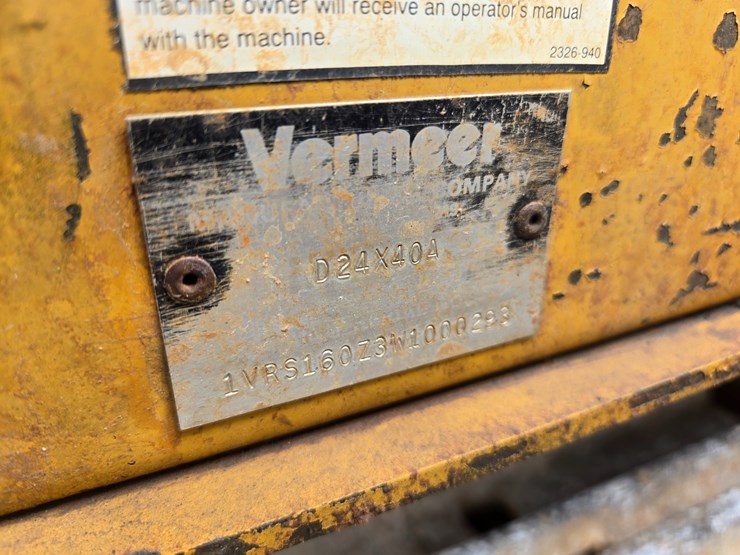 machine owner will receive an operator's manual
with the machine.
2326-940
Vermeer
COMPANY
D24X40A
1VRS160Z3W1000293